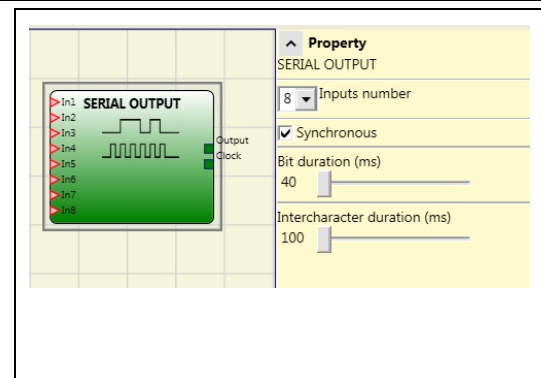 In1 SERIAL OUTPUT
In2
In3
In4
In5
In6
In7
In8
Output
Clock
Property
SERIAL OUTPUT
8 Inputs number
Synchronous
Bit duration (ms)
40
Intercharacter duration (ms)
100